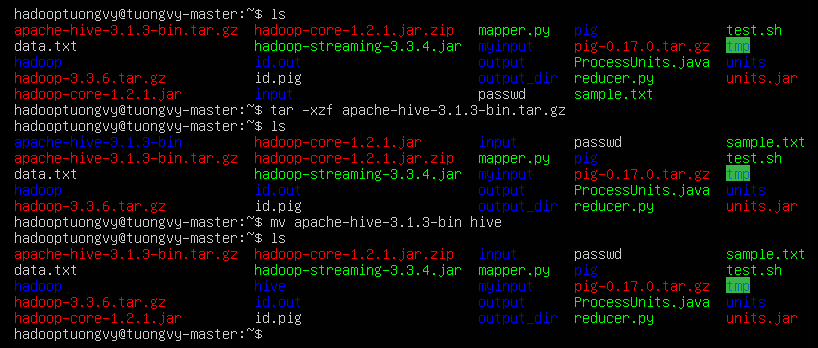 hadooptuongvy@tuongvy-master:~$ ls
apache-hive-3.1.3-bin.tar.gz hadoop-core-1.2.1.jar.zip mapper.py pig test.sh
data.txt hadoop-streaming-3.3.4.jar myinput pig-0.17.0.tar.gz tmp
hadoop id.out output ProcessUnits.java units
hadoop-3.3.6.tar.gz id.pig output_dir reducer.py units.jar
hadoop-core-1.2.1.jar input passwd sample.txt
hadooptuongvy@tuongvy-master:~$ tar -xzf apache-hive-3.1.3-bin.tar.gz
hadooptuongvy@tuongvy-master:~$ ls
apache-hive-3.1.3-bin hadoop-core-1.2.1.jar input passwd sample.txt
apache-hive-3.1.3-bin.tar.gz hadoop-core-1.2.1.jar.zip mapper.py pig test.sh
data.txt hadoop-streaming-3.3.4.jar myinput pig-0.17.0.tar.gz tmp
hadoop id.out output ProcessUnits.java units
hadoop-3.3.6.tar.gz id.pig output_dir reducer.py units.jar
hadooptuongvy@tuongvy-master:~$ mv apache-hive-3.1.3-bin hive
hadooptuongvy@tuongvy-master:~$ ls
apache-hive-3.1.3-bin.tar.gz hadoop-core-1.2.1.jar.zip input passwd sample.txt
data.txt hadoop-streaming-3.3.4.jar mapper.py pig test.sh
hadoop hive myinput pig-0.17.0.tar.gz tmp
hadoop-3.3.6.tar.gz id.out output ProcessUnits.java units
hadoop-core-1.2.1.jar id.pig output_dir reducer.py units.jar
hadooptuongvy@tuongvy-master:~$